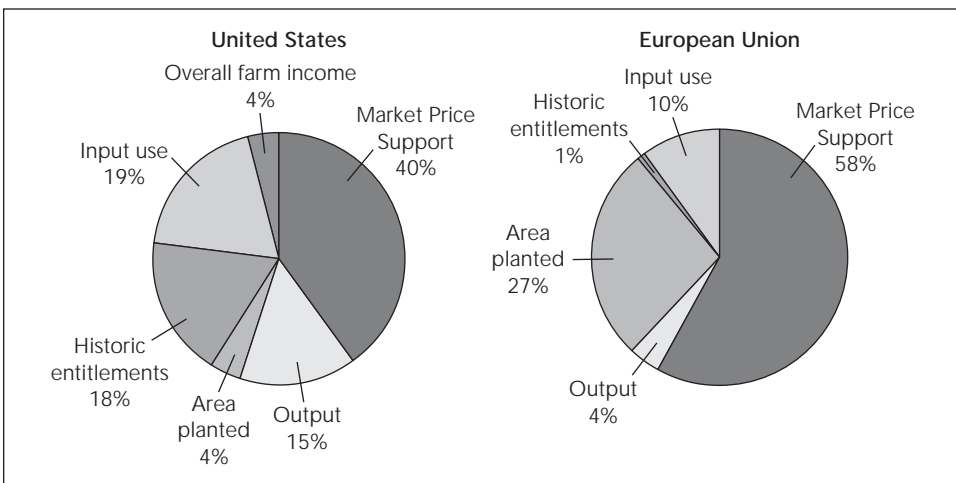 United States
Overall farm income
4%
Market Price
Support
40%
Input use
19%
Historic
entitlements
18%
Area
planted
4%
Output
15%
European Union
Input use
10%
Historic
entitlements
1%
Market Price
Support
58%
Area
planted
27%
Output
4%